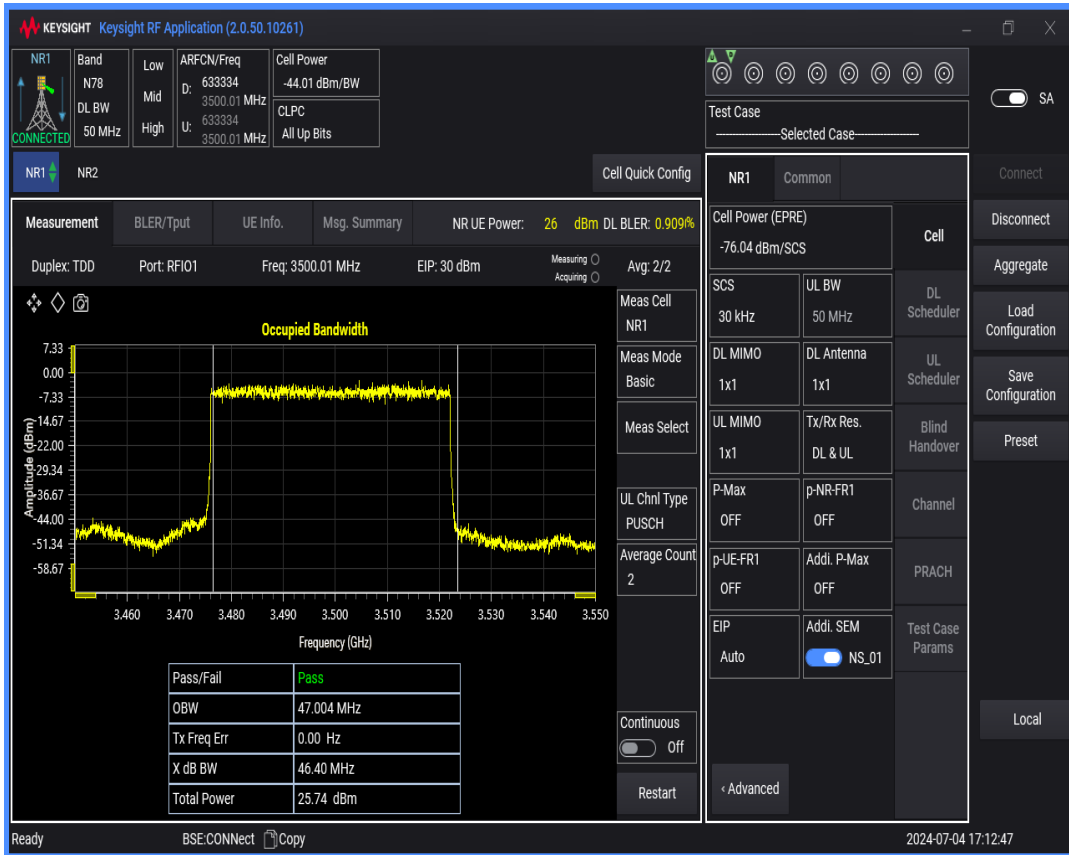 KEYSIGHT Keysight RF Application (2.0.50.10261)
NR1
CONNECTED
Band
N78
DL BW
50 MHz
Low
Mid
High
ARFCN/Freq
D: 633334
3500.01 MHz
U: 633334
3500.01 MHz
Cell Power
-44.01 dBm/BW
CLPC
All Up Bits
Test Case
--------------------Selected Case--------------------
SA
NR1
NR2
Cell Quick Config
Measurement
BLER/Tput
UE Info.
Msg. Summary
NR UE Power: 26 dBm DL BLER: 0.909%
Duplex: TDD
Port: RFIO1
Freq: 3500.01 MHz
EIP: 30 dBm
Measuring
Acquiring
Avg: 2/2
Occupied Bandwidth
Amplitude (dBm)
7.33
0.00
-7.33
-14.67
-22.00
-29.34
-36.67
-44.00
-51.34
-58.67
3.460 3.470 3.480 3.490 3.500 3.510 3.520 3.530 3.540 3.550
Frequency (GHz)
Pass/Fail Pass
OBW 47.004 MHz
Tx Freq Err 0.00 Hz
X dB BW 46.40 MHz
Total Power 25.74 dBm
Meas Cell
NR1
Meas Mode
Basic
Meas Select
UL Chnl Type
PUSCH
Average Count
2
Continuous
Off
Restart
NR1
Common
Cell Power (EPRE)
-76.04 dBm/SCS
SCS
30 kHz
UL BW
50 MHz
DL MIMO
1x1
DL Antenna
1x1
UL MIMO
1x1
Tx/Rx Res.
DL & UL
P-Max
OFF
p-NR-FR1
OFF
p-UE-FR1
OFF
Addi. P-Max
OFF
EIP
Auto
Addi. SEM
NS_01
‹ Advanced
Cell
DL
Scheduler
UL
Scheduler
Blind
Handover
Channel
PRACH
Test Case
Params
Connect
Disconnect
Aggregate
Load
Configuration
Save
Configuration
Preset
Local
Ready
BSE:CONNect
Copy
2024-07-04 17:12:47